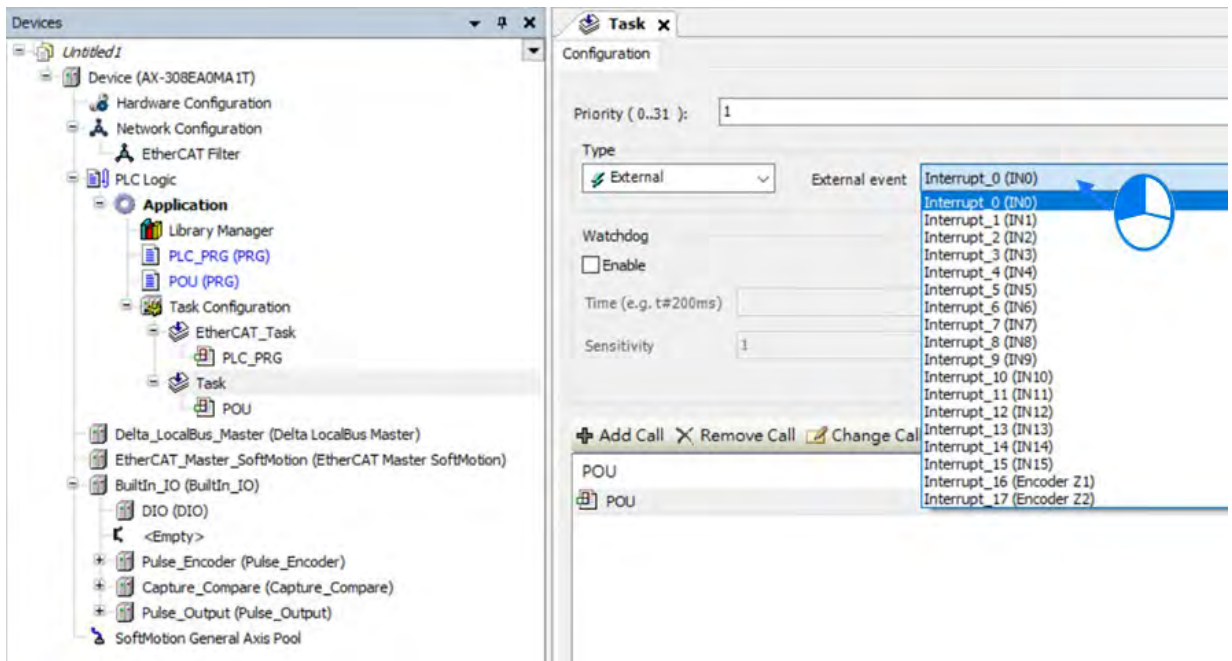 Devices
Untitled1
Device (AX-308EA0MA1T)
Hardware Configuration
Network Configuration
EtherCAT Filter
PLC Logic
Application
Library Manager
PLC_PRG (PRG)
POU (PRG)
Task Configuration
EtherCAT_Task
PLC_PRG
Task
POU
Delta_LocalBus_Master (Delta LocalBus Master)
EtherCAT_Master_SoftMotion (EtherCAT Master SoftMotion)
BuiltIn_IO (BuiltIn_IO)
DIO (DIO)
<Empty>
Pulse_Encoder (Pulse_Encoder)
Capture_Compare (Capture_Compare)
Pulse_Output (Pulse_Output)
SoftMotion General Axis Pool
Task
Configuration
Priority ( 0..31 ): 1
Type
External External event Interrupt_0 (IN0)
Interrupt_0 (IN0)
Interrupt_1 (IN1)
Interrupt_2 (IN2)
Interrupt_3 (IN3)
Interrupt_4 (IN4)
Interrupt_5 (IN5)
Interrupt_6 (IN6)
Interrupt_7 (IN7)
Interrupt_8 (IN8)
Interrupt_9 (IN9)
Interrupt_10 (IN10)
Interrupt_11 (IN11)
Interrupt_12 (IN12)
Interrupt_13 (IN13)
Interrupt_14 (IN14)
Interrupt_15 (IN15)
Interrupt_16 (Encoder Z1)
Interrupt_17 (Encoder Z2)
Watchdog
Enable
Time (e.g. t#200ms)
Sensitivity 1
Add Call Remove Call Change Cal
POU
POU